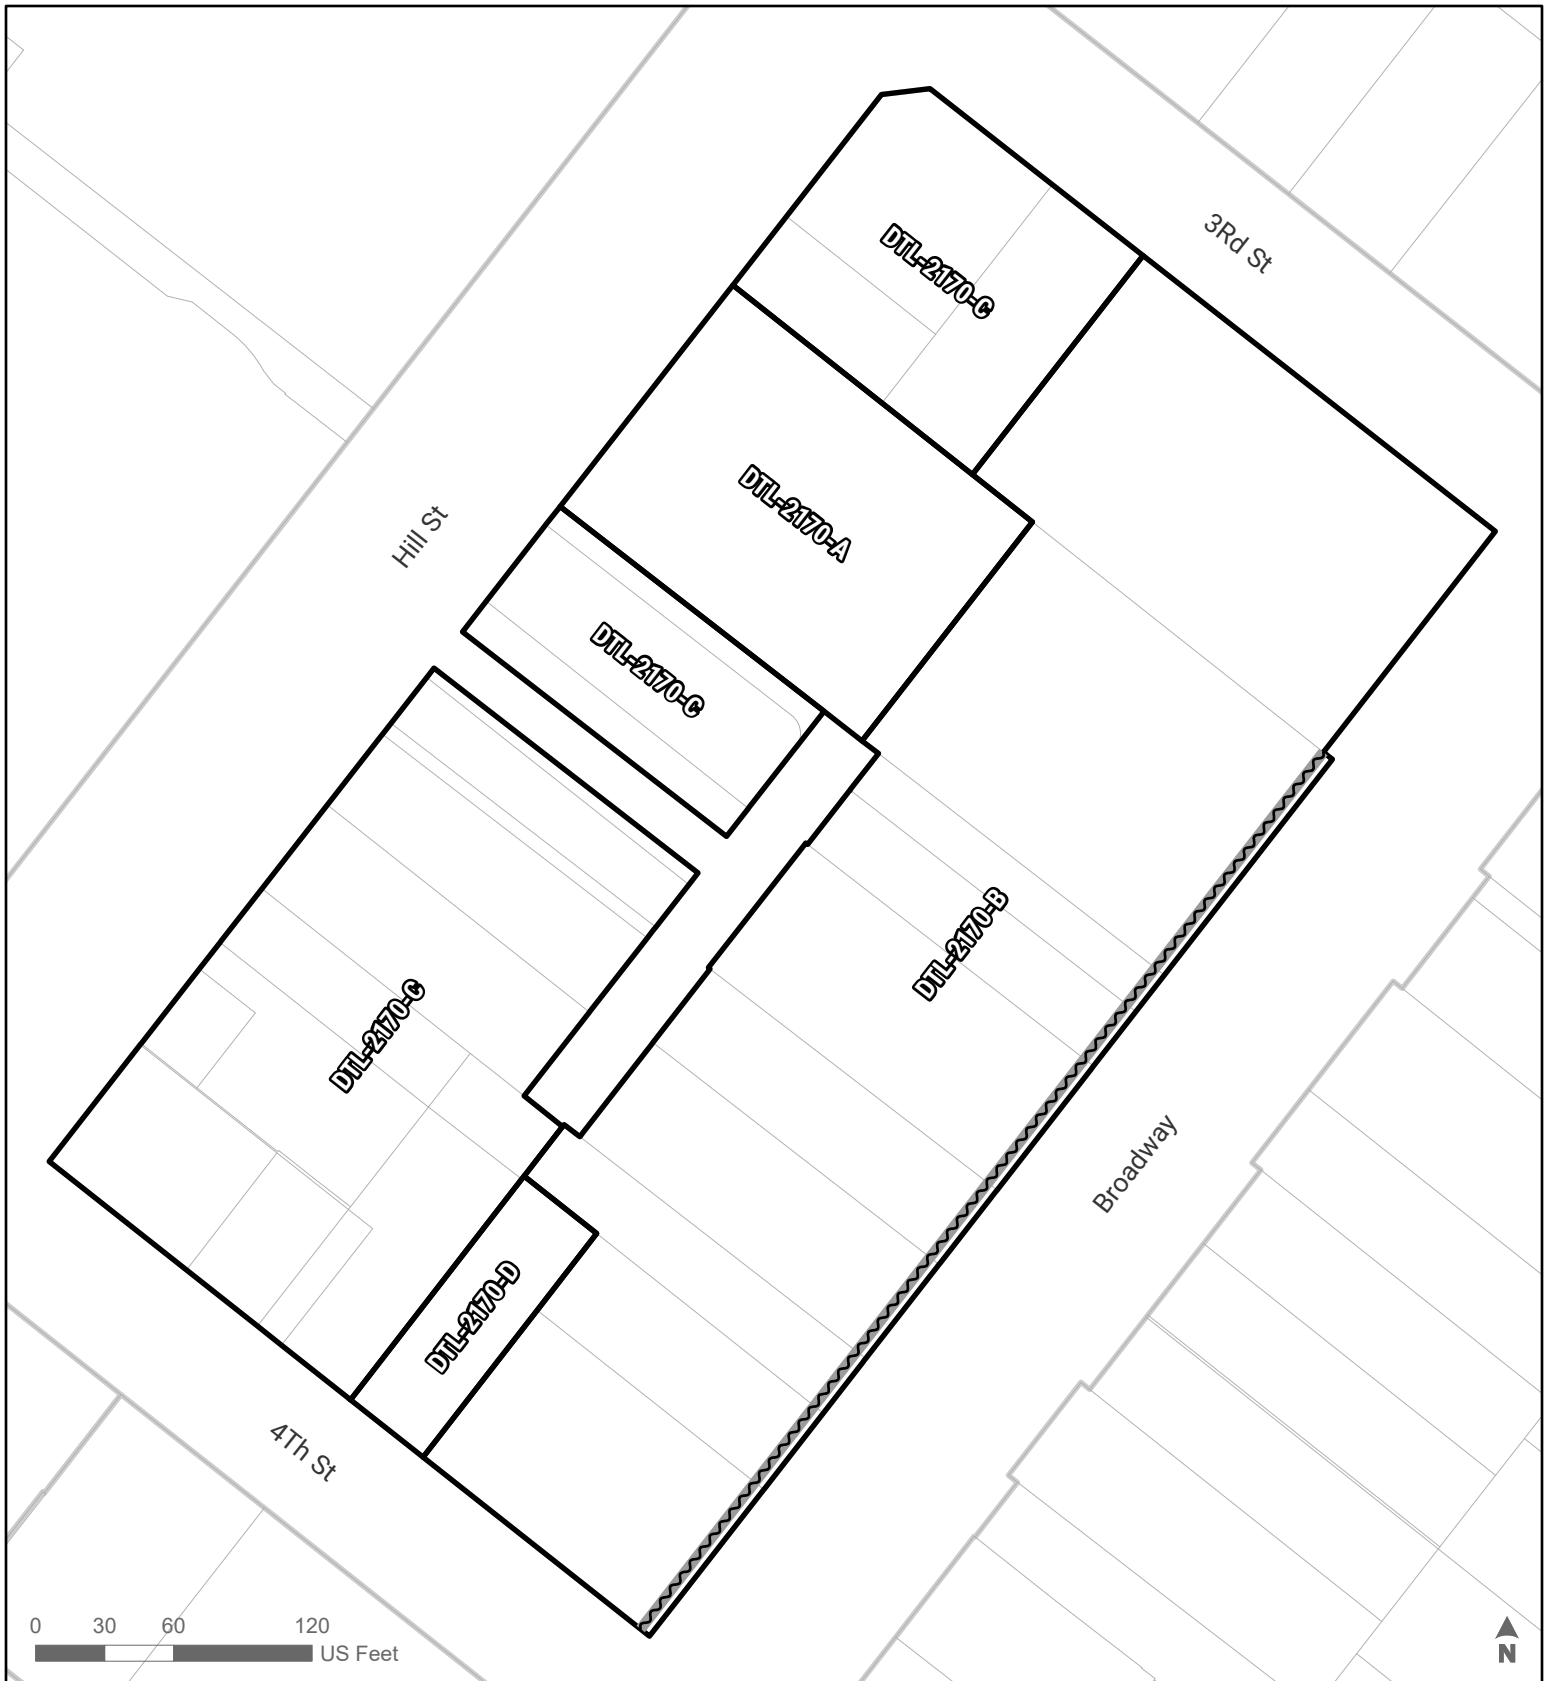 3Rd St
DTL-2170-C
DTL-2170-A
Hill St
DTL-2170-C
DTL-2170-B
DTL-2170-C
Broadway
DTL-2170-D
4Th St
0 30 60 120
US Feet
N